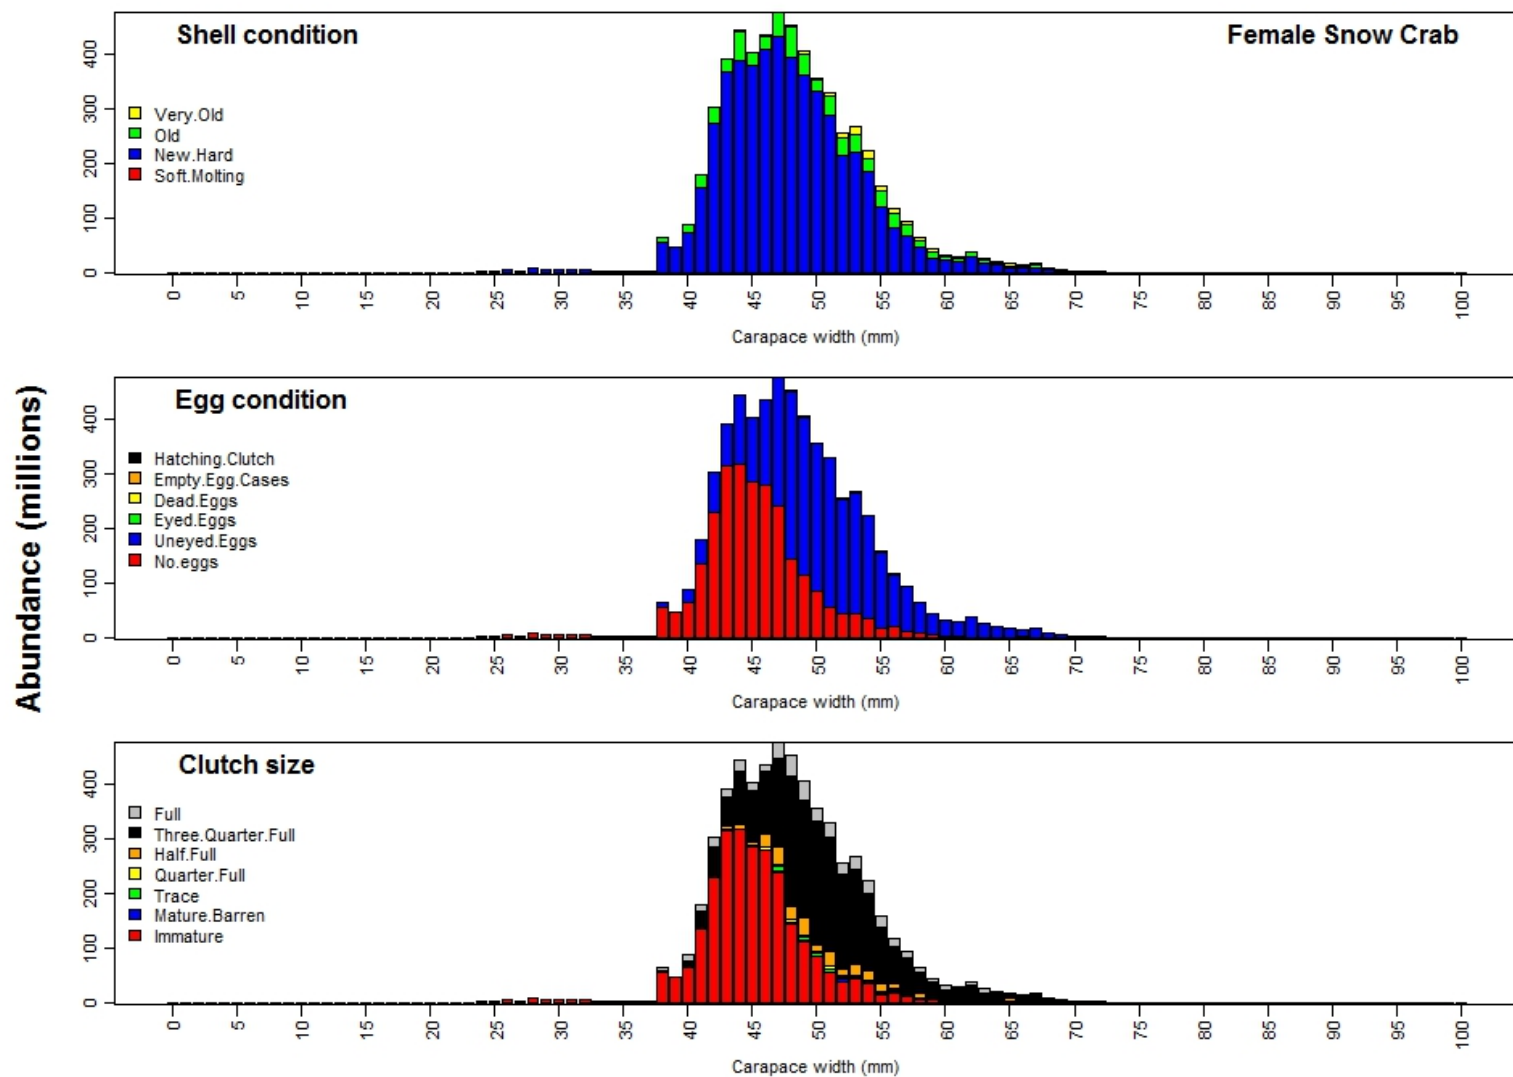 Shell condition
Female Snow Crab
Very.Old
Old
New.Hard
Soft.Molting
0 100 200 300 400
0 5 10 15 20 25 30 35 40 45 50 55 60 65 70 75 80 85 90 95 100
Carapace width (mm)
Abundance (millions)
Egg condition
Hatching.Clutch
Empty.Egg.Cases
Dead.Eggs
Eyed.Eggs
Uneyed.Eggs
No.eggs
0 100 200 300 400
0 5 10 15 20 25 30 35 40 45 50 55 60 65 70 75 80 85 90 95 100
Carapace width (mm)
Clutch size
Full
Three.Quarter.Full
Half.Full
Quarter.Full
Trace
Mature.Barren
Immature
0 100 200 300 400
0 5 10 15 20 25 30 35 40 45 50 55 60 65 70 75 80 85 90 95 100
Carapace width (mm)